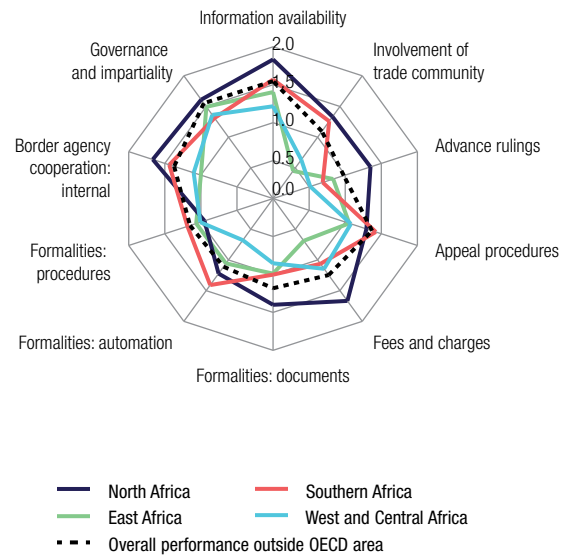 Information availability
Governance
and impartiality
Involvement of
trade community
2.0
1.5
1.0
0.5
0.0
Border agency
cooperation:
internal
Advance rulings
Formalities:
procedures
Appeal procedures
Formalities: automation
Fees and charges
Formalities: documents
North Africa
Southern Africa
East Africa
West and Central Africa
Overall performance outside OECD area